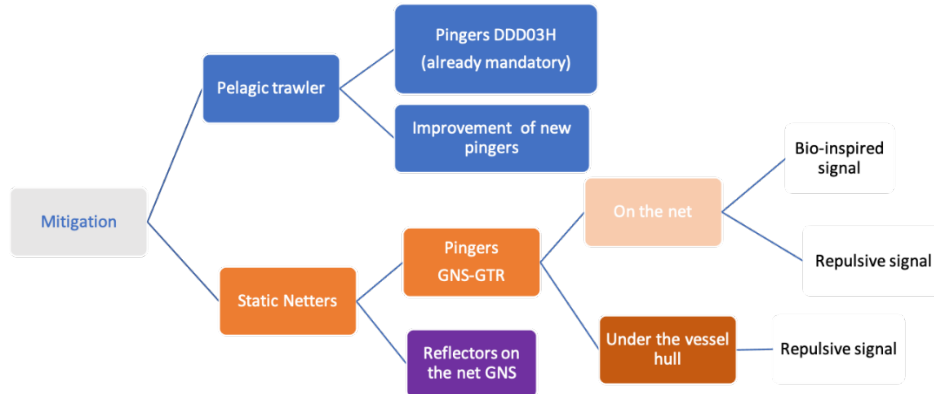 Pingers DDD03H
(already mandatory)
Pelagic trawler
Improvement of new
pingers
Bio-inspired
signal
Mitigation
On the net
Pingers
GNS-GTR
Repulsive signal
Static Netters
Under the vessel
hull
Repulsive signal
Reflectors on
the net GNS